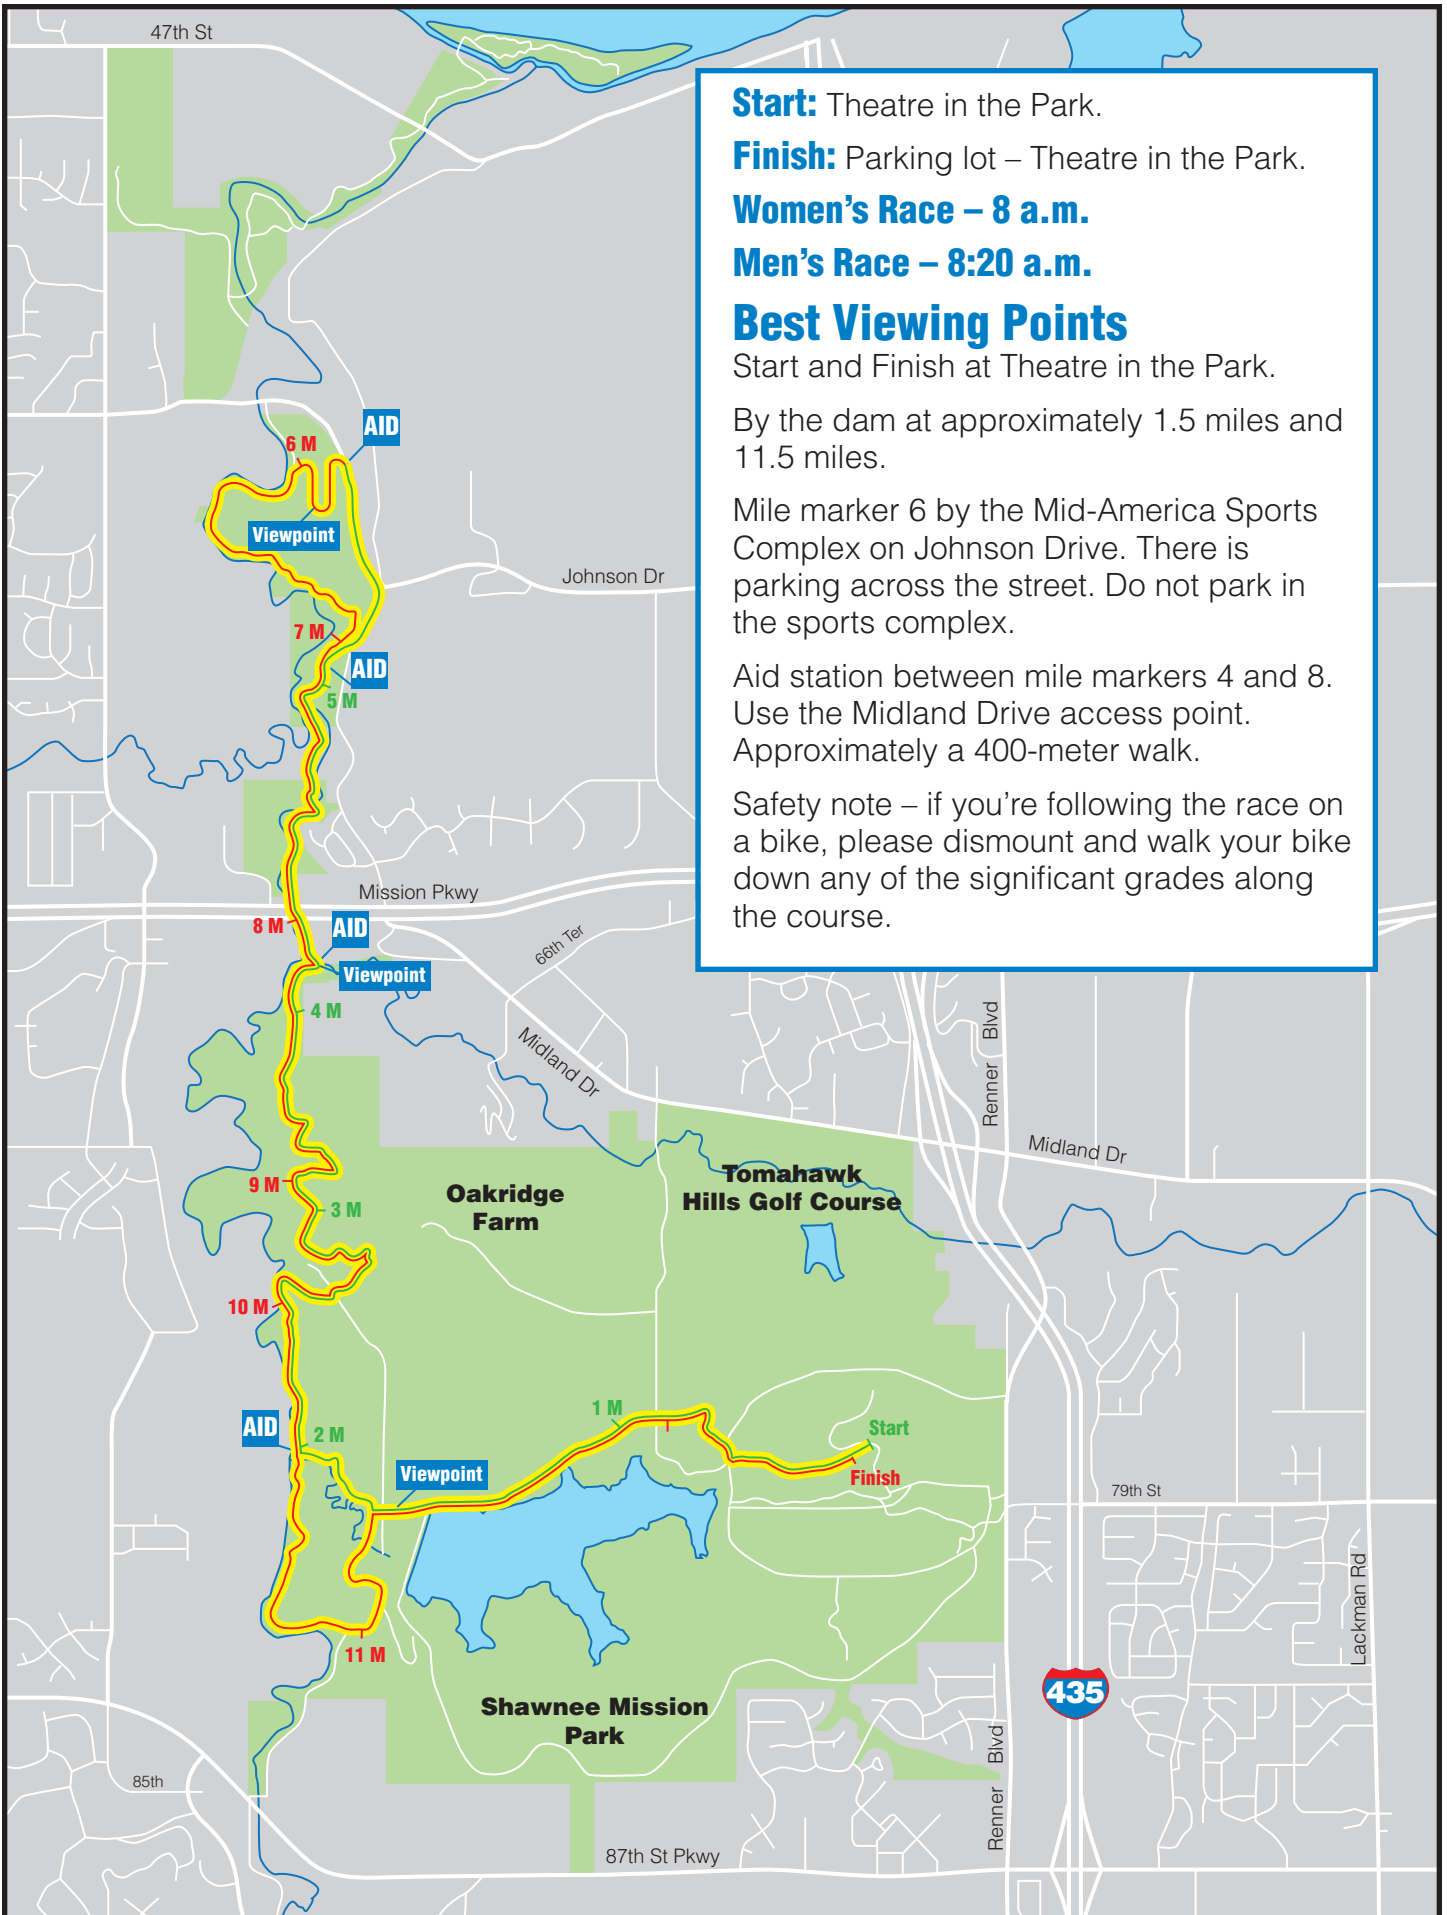 47th St
Start: Theatre in the Park.
Finish: Parking lot – Theatre in the Park.
Women's Race – 8 a.m.
Men's Race – 8:20 a.m.
Best Viewing Points
Start and Finish at Theatre in the Park.
By the dam at approximately 1.5 miles and
11.5 miles.
Mile marker 6 by the Mid-America Sports
Complex on Johnson Drive. There is
parking across the street. Do not park in
the sports complex.
Aid station between mile markers 4 and 8.
Use the Midland Drive access point.
Approximately a 400-meter walk.
Safety note – if you're following the race on
a bike, please dismount and walk your bike
down any of the significant grades along
the course.
AID
6 M
Viewpoint
Johnson Dr
7 M
AID
5 M
Mission Pkwy
8 M
AID
66th Ter
Viewpoint
4 M
Midland Dr
Renner Blvd
Midland Dr
9 M
3 M
Oakridge
Farm
Tomahawk
Hills Golf Course
10 M
1 M
AID
2 M
Start
Viewpoint
Finish
79th St
Lackman Rd
11 M
435
Shawnee Mission
Park
Renner Blvd
85th
87th St Pkwy